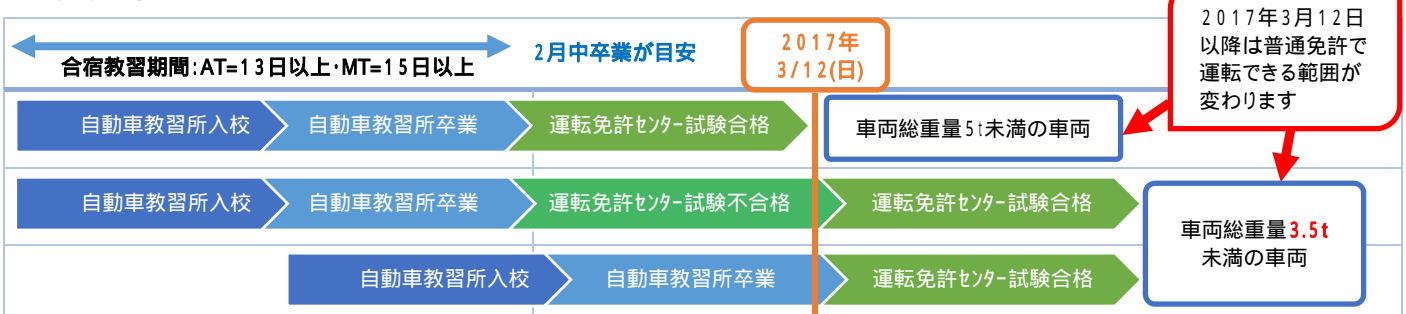 2017年3月12日
以降は普通免許で
運転できる範囲が
変わります
合宿教習期間:AT=13日以上・MT=15日以上
2月中卒業が目安
2017年
3/12(日)
自動車教習所入校
自動車教習所卒業
運転免許センター試験合格
車両総重量5t未満の車両
自動車教習所入校
自動車教習所卒業
運転免許センター試験不合格
運転免許センター試験合格
車両総重量3.5t
未満の車両
自動車教習所入校
自動車教習所卒業
運転免許センター試験合格